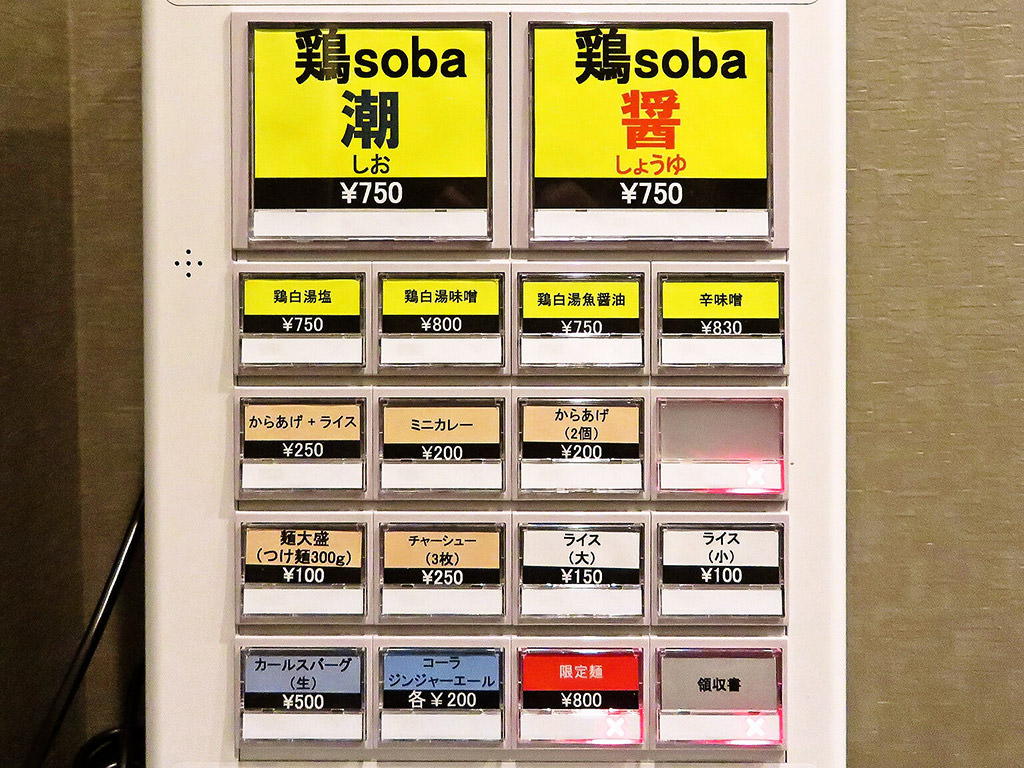 鶏soba
潮
しお
¥750
鶏soba
醤
しょうゆ
¥750
鶏白湯塩
¥750
鶏白湯味噌
¥800
鶏白湯魚醤油
¥750
辛味噌
¥830
からあげ + ライス
¥250
ミニカレー
¥200
からあげ
(2個)
¥200
麺大盛
(つけ麺300g)
¥100
チャーシュー
(3枚)
¥250
ライス
(大)
¥150
ライス
(小)
¥100
カールスバーグ
(生)
¥500
コーラ
ジンジャーエール
各¥200
限定麺
¥800
領収書